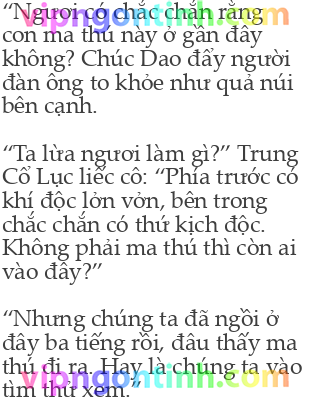 “Ngươi có chắc chắn rằng
vipngontinh.com
con ma thú này ở gần đây
không? Chúc Dao đẩy người
đàn ông to khỏe như quả núi
bên cạnh.
“Ta lừa ngươi làm gì?” Trung
Cổ Lục liếc cô: “Phía trước có
khí độc lởn vởn, bên trong
chắc chắn có thứ kịch độc.
Không phải ma thú thì còn ai
vào đây?”
“Nhưng chúng ta đã ngồi ở
đây ba tiếng rồi, đâu thấy ma
thú đi ra. Hay là chúng ta vào
vipngontinh.com
tìm thử xem.”